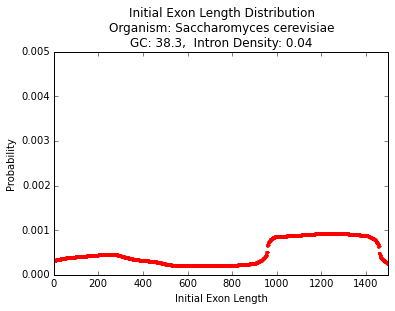 Initial Exon Length Distribution
Organism: Saccharomyces cerevisiae
GC: 38.3,  Intron Density: 0.04
0.005
0.004
0.003
0.002
0.001
0.000
Probability
0 200 400 600 800 1000 1200 1400
Initial Exon Length